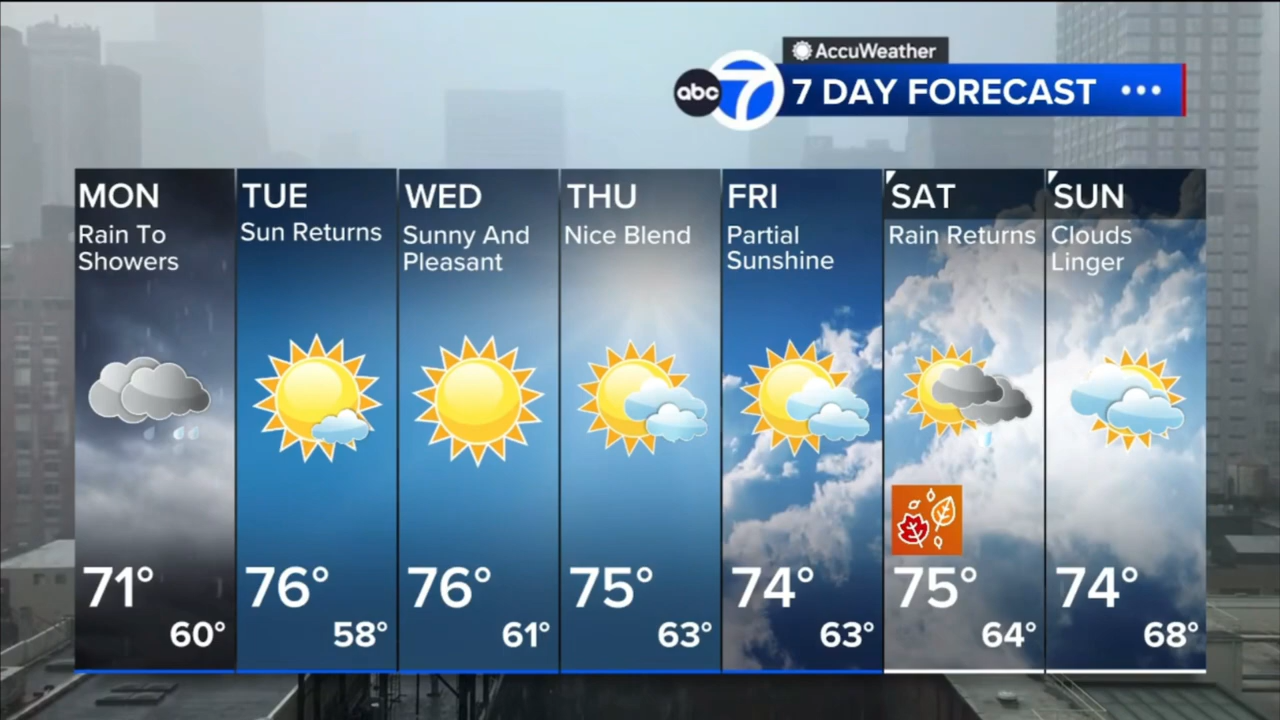 AccuWeather
abc 7 7 DAY FORECAST
MON
Rain To
Showers
71°
60°
TUE
Sun Returns
76°
58°
WED
Sunny And
Pleasant
76°
61°
THU
Nice Blend
75°
63°
FRI
Partial
Sunshine
74°
63°
SAT
Rain Returns
75°
64°
SUN
Clouds
Linger
74°
68°